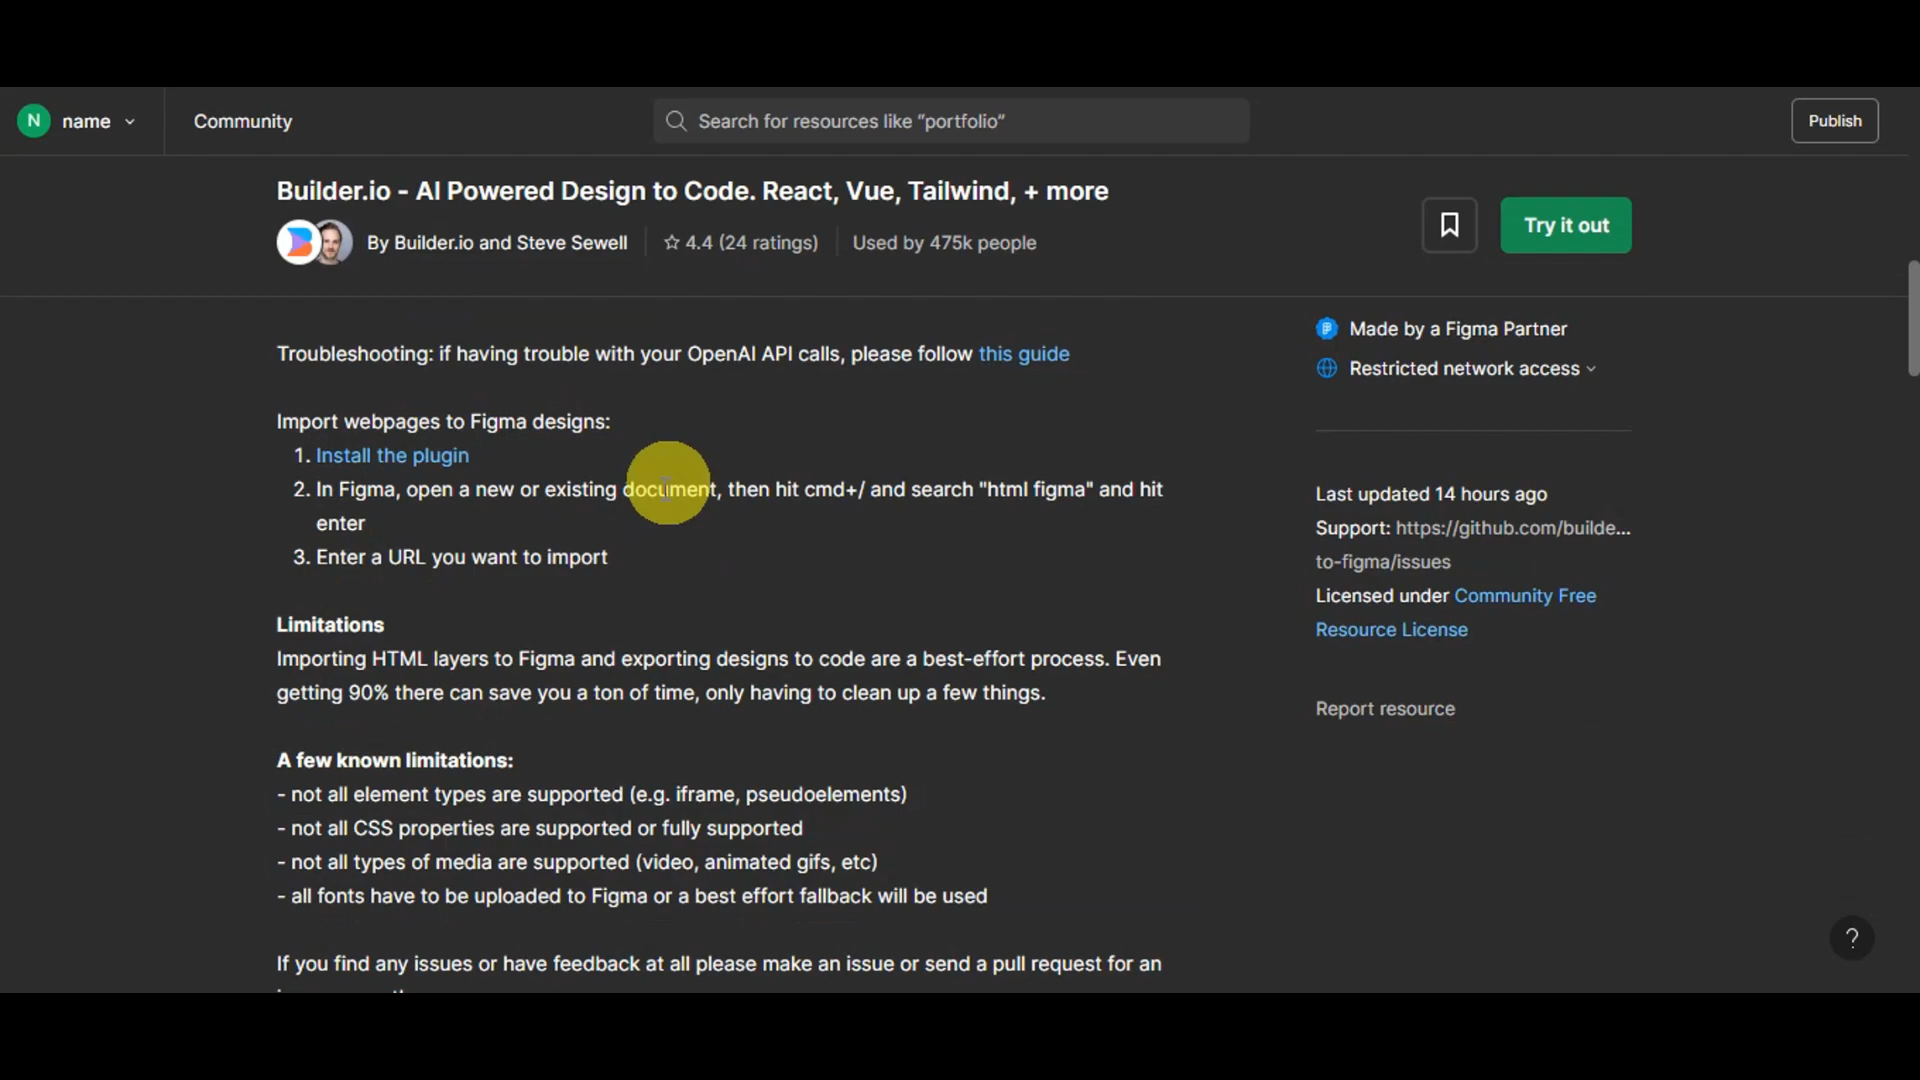 N name Community Search for resources like “portfolio” Publish
Builder.io - AI Powered Design to Code. React, Vue, Tailwind, + more
By Builder.io and Steve Sewell 4.4 (24 ratings) Used by 475k people
Try it out
Troubleshooting: if having trouble with your OpenAI API calls, please follow this guide
Import webpages to Figma designs:
1. Install the plugin
2. In Figma, open a new or existing document, then hit cmd+/ and search "html figma" and hit
enter
3. Enter a URL you want to import
Limitations
Importing HTML layers to Figma and exporting designs to code are a best-effort process. Even
getting 90% there can save you a ton of time, only having to clean up a few things.
A few known limitations:
- not all element types are supported (e.g. iframe, pseudoelements)
- not all CSS properties are supported or fully supported
- not all types of media are supported (video, animated gifs, etc)
- all fonts have to be uploaded to Figma or a best effort fallback will be used
If you find any issues or have feedback at all please make an issue or send a pull request for an
Made by a Figma Partner
Restricted network access
Last updated 14 hours ago
Support: https://github.com/builde...
to-figma/issues
Licensed under Community Free
Resource License
Report resource
?